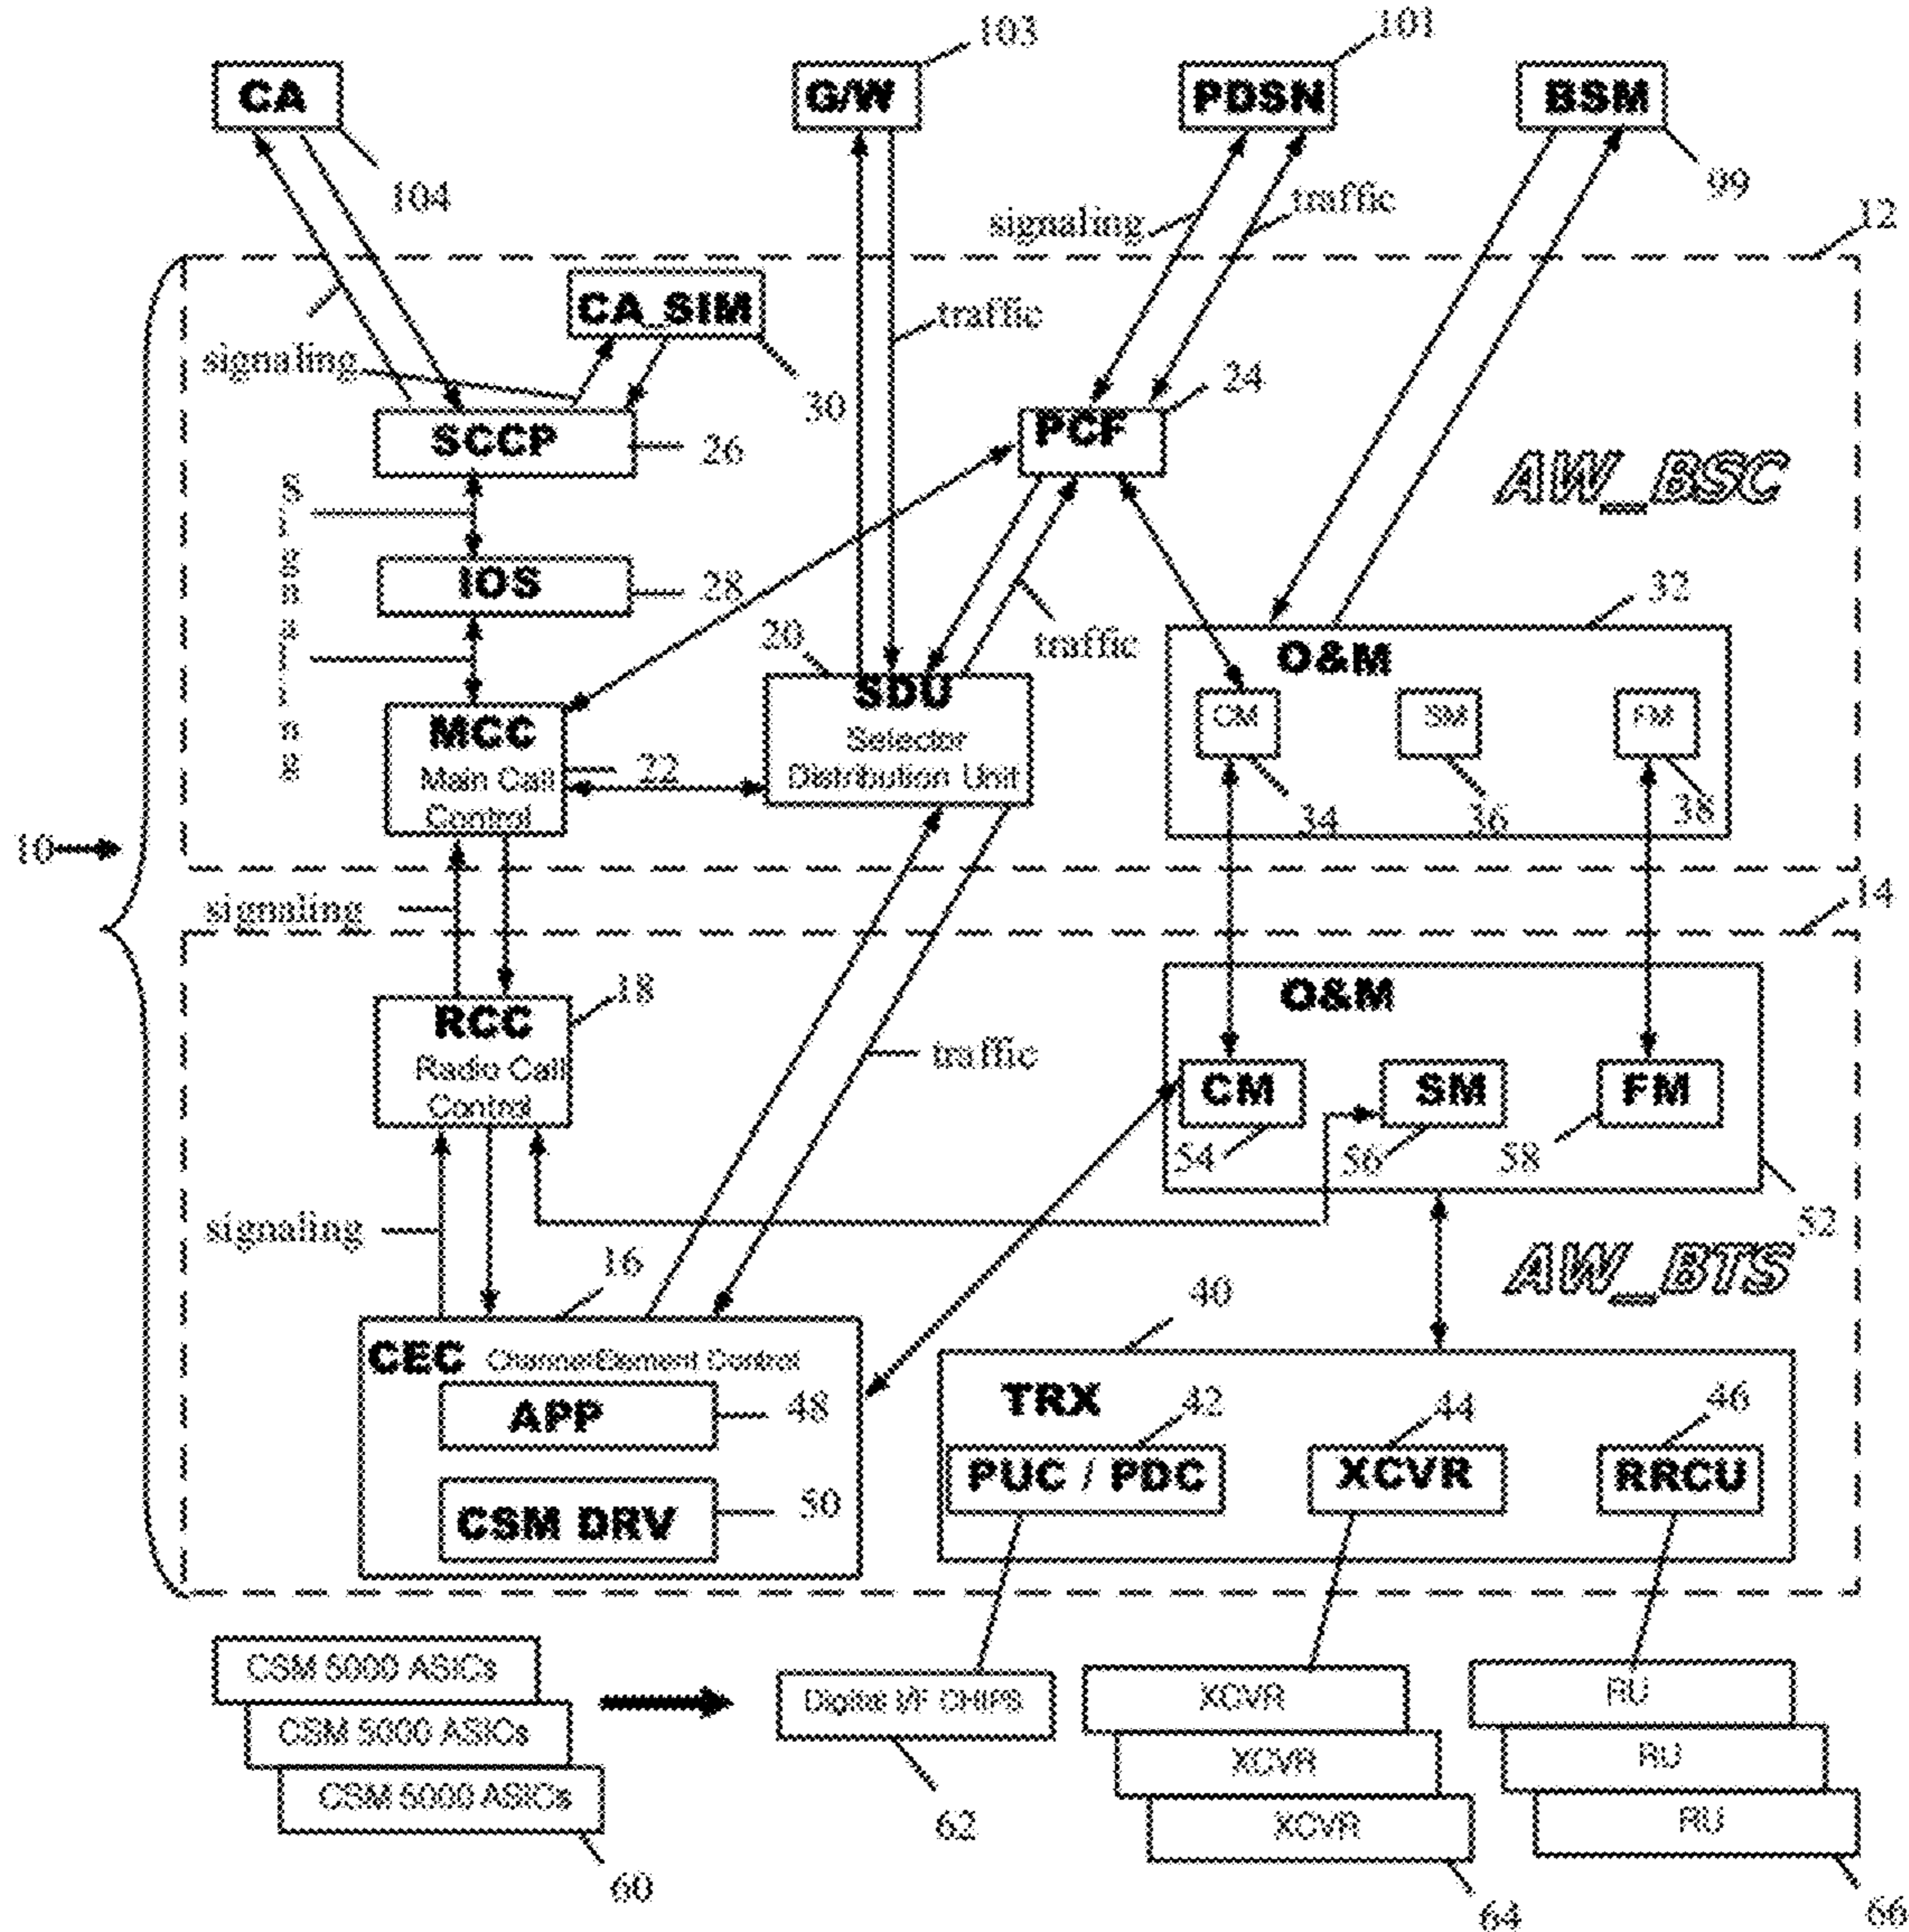 103
101
CA
G/W
PDSN
BSM
104
99
signaling
traffic
12
CA_SIM
traffic
signaling
30
24
SCCP
26
PCF
AW_BSC
Signaling
IOS
28
20
32
traffic
O&M
SDU
Selector
Distribution Unit
MCC
Main Call
Control
22
CM
SM
FM
34
36
38
10
signaling
14
18
O&M
RCC
Radio Call
Control
traffic
CM
SM
FM
54
56
58
signaling
52
16
AW_BTS
40
CEC
Channel Element Control
APP
48
TRX
42
44
46
PUC / PDC
XCVR
RRCU
CSM DRV
50
CSM 5000 ASICs
CSM 5000 ASICs
CSM 5000 ASICs
Digital I/F CHIPS
XCVR
XCVR
XCVR
RU
RU
RU
62
60
64
66